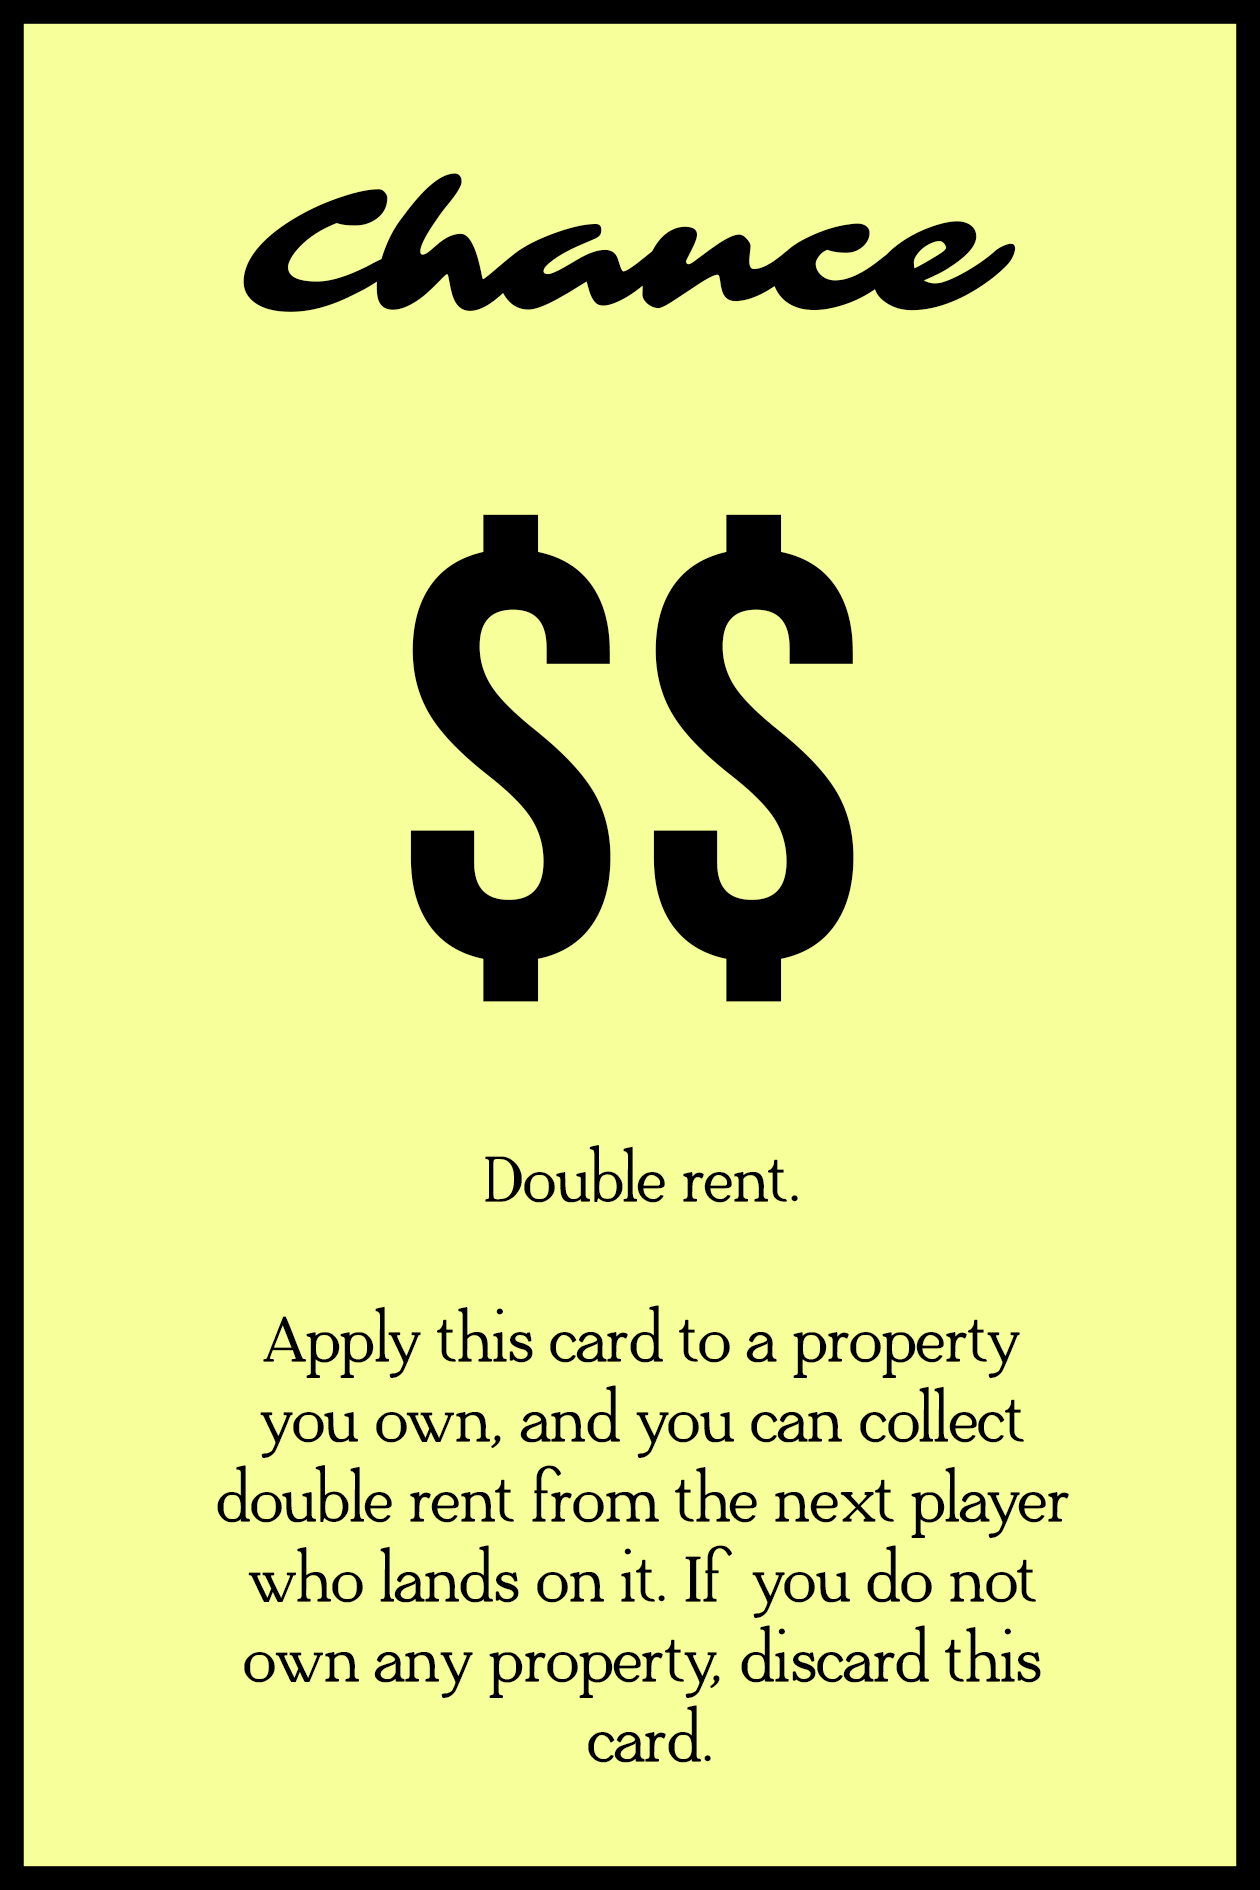 Chance
$$
Double rent.
Apply this card to a property
you own, and you can collect
double rent from the next player
who lands on it. If you do not
own any property, discard this
card.